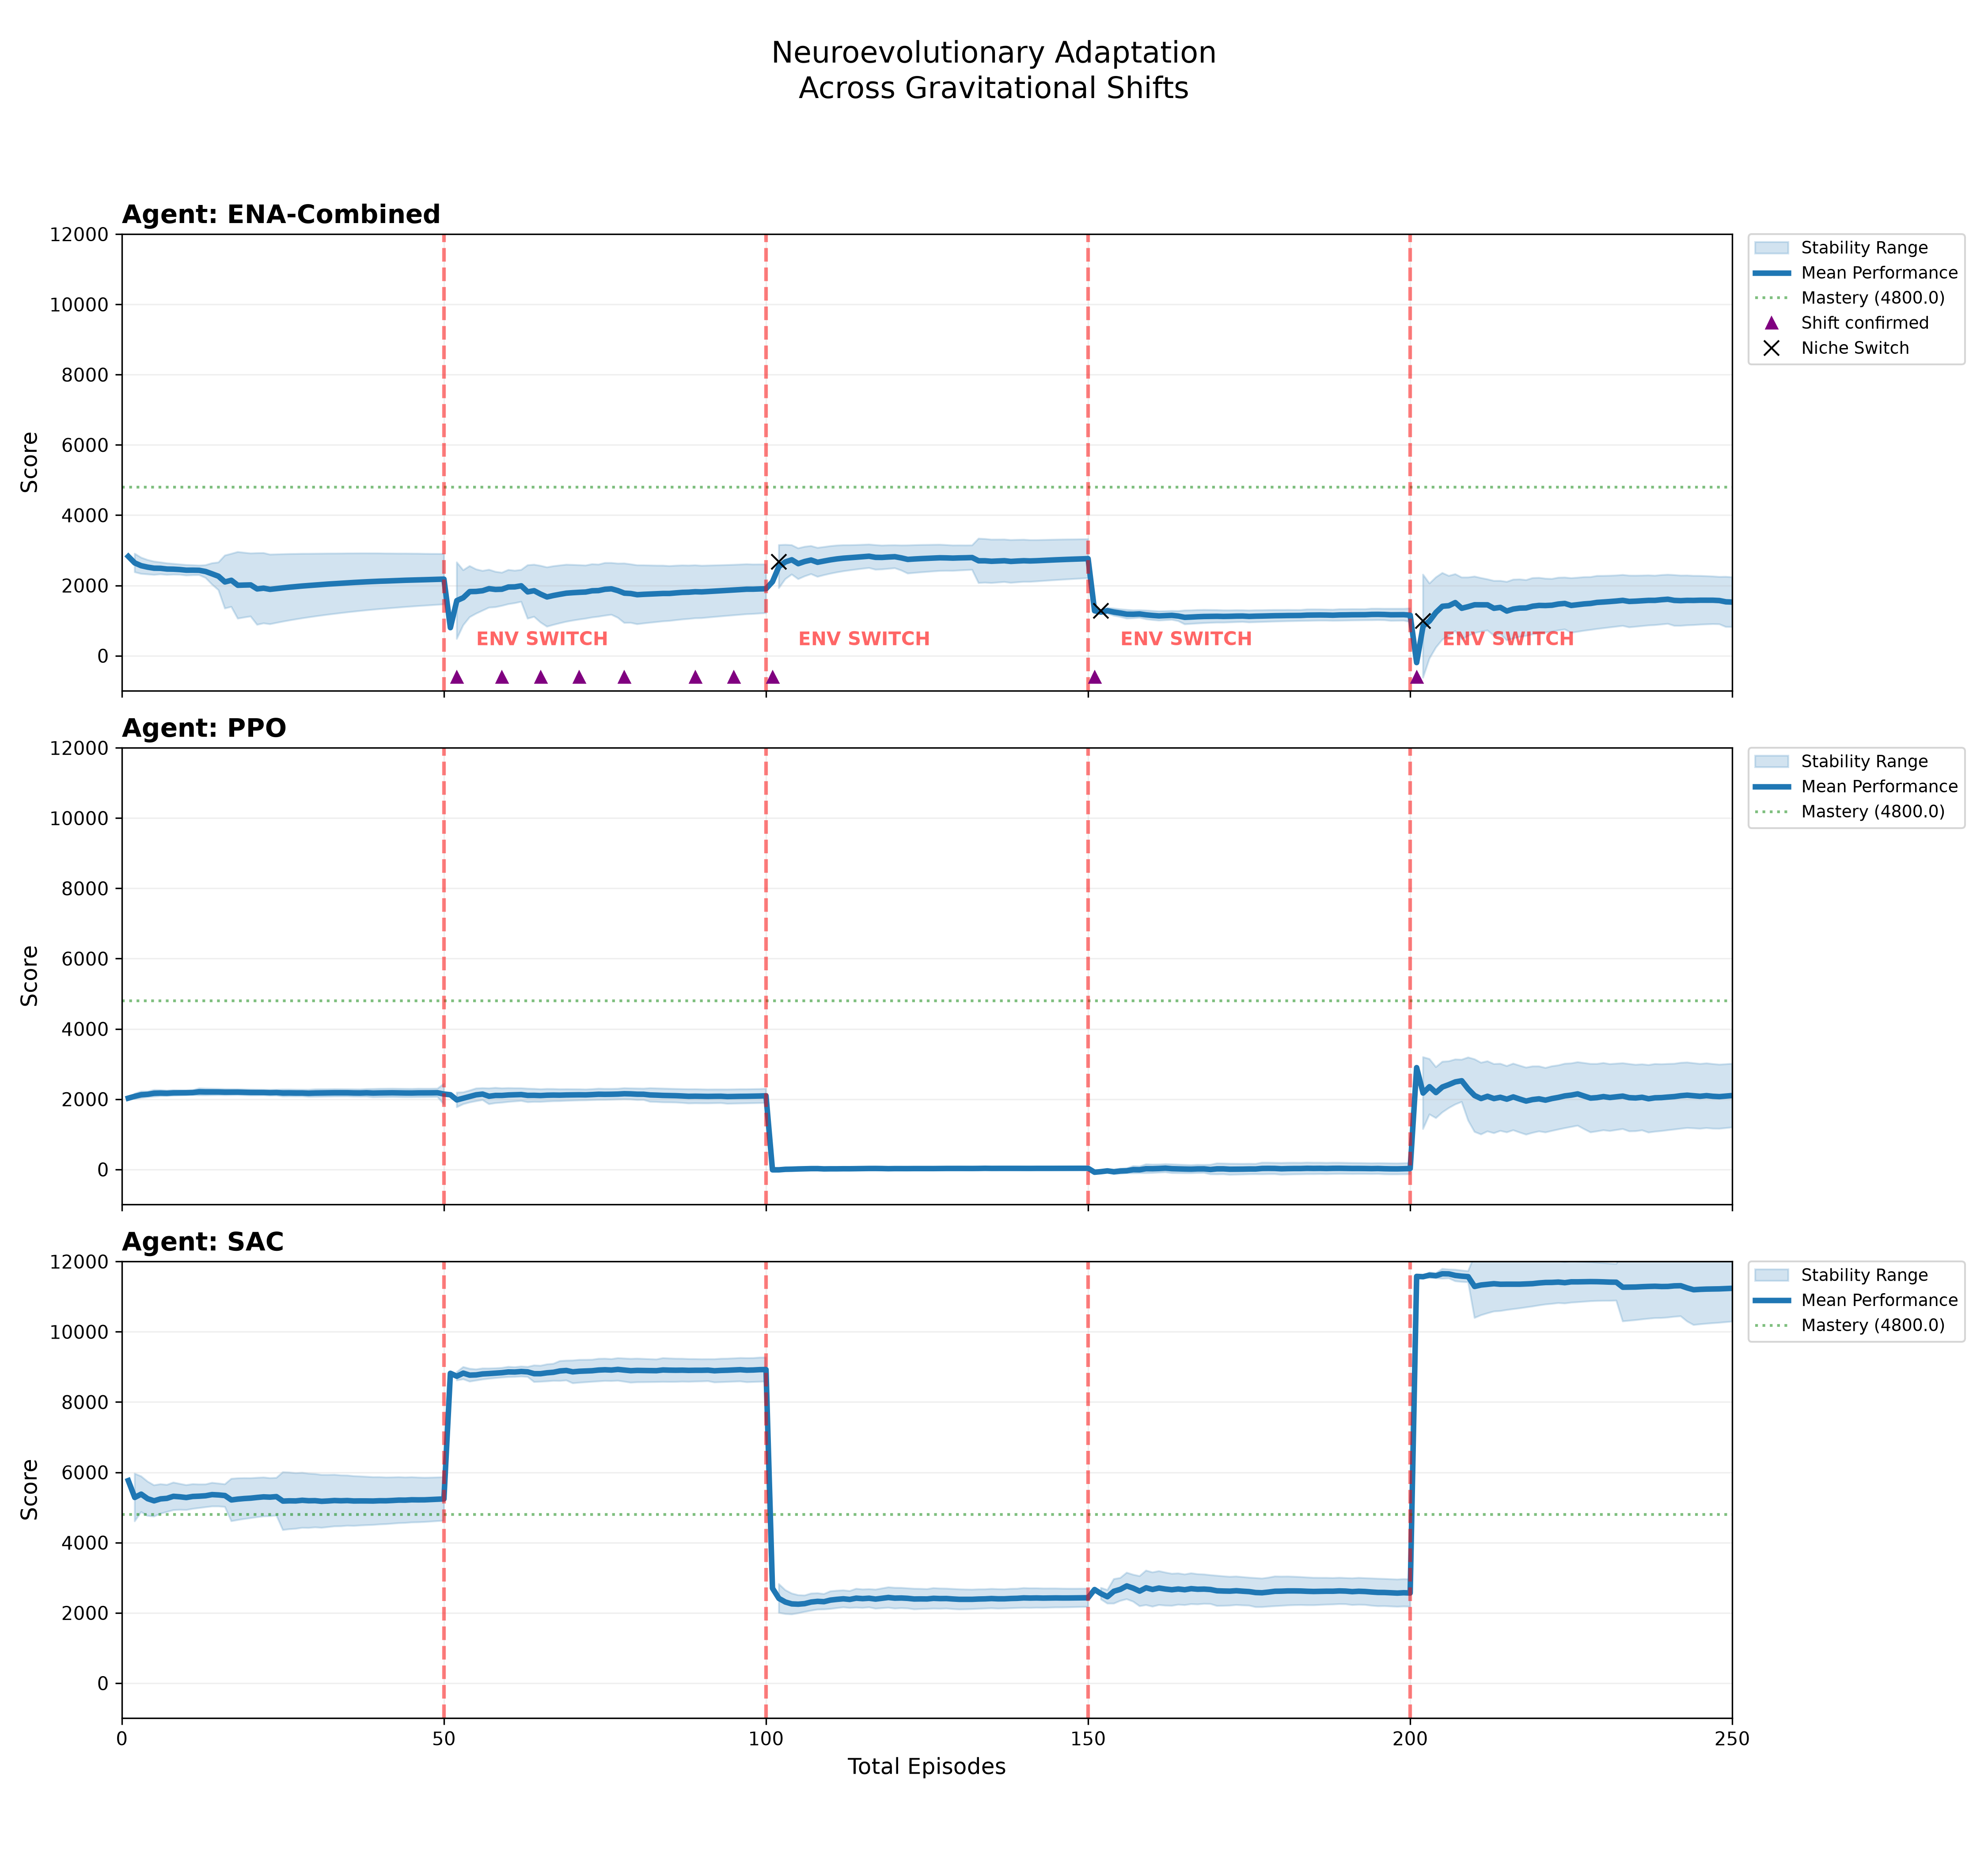 Neuroevolutionary Adaptation
Across Gravitational Shifts
Agent: ENA-Combined
12000
10000
8000
6000
4000
2000
0
Score
ENV SWITCH
ENV SWITCH
ENV SWITCH
ENV SWITCH
Stability Range
Mean Performance
Mastery (4800.0)
Shift confirmed
Niche Switch
Agent: PPO
12000
10000
8000
6000
4000
2000
0
Score
Stability Range
Mean Performance
Mastery (4800.0)
Agent: SAC
12000
10000
8000
6000
4000
2000
0
Score
Stability Range
Mean Performance
Mastery (4800.0)
0
50
100
150
200
250
Total Episodes